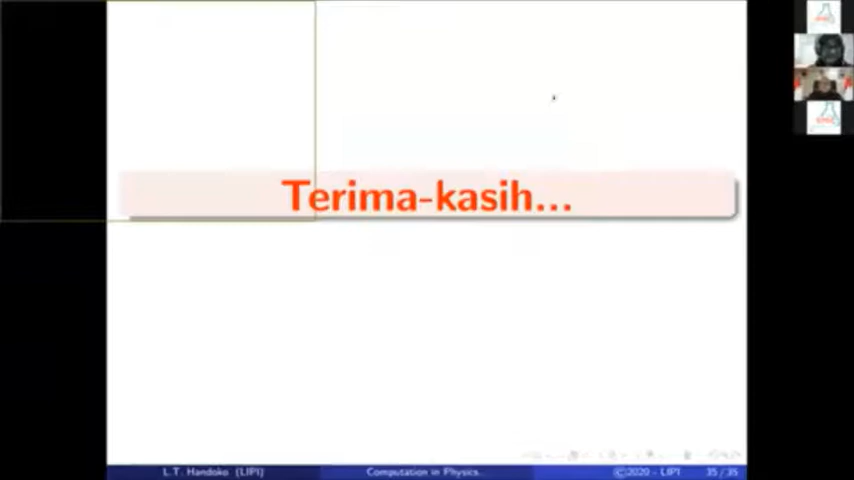 Terima-kasih...
L.T. Handoko (LIPI) Computation in Physics.. ©2020 - LIPI 35 / 35